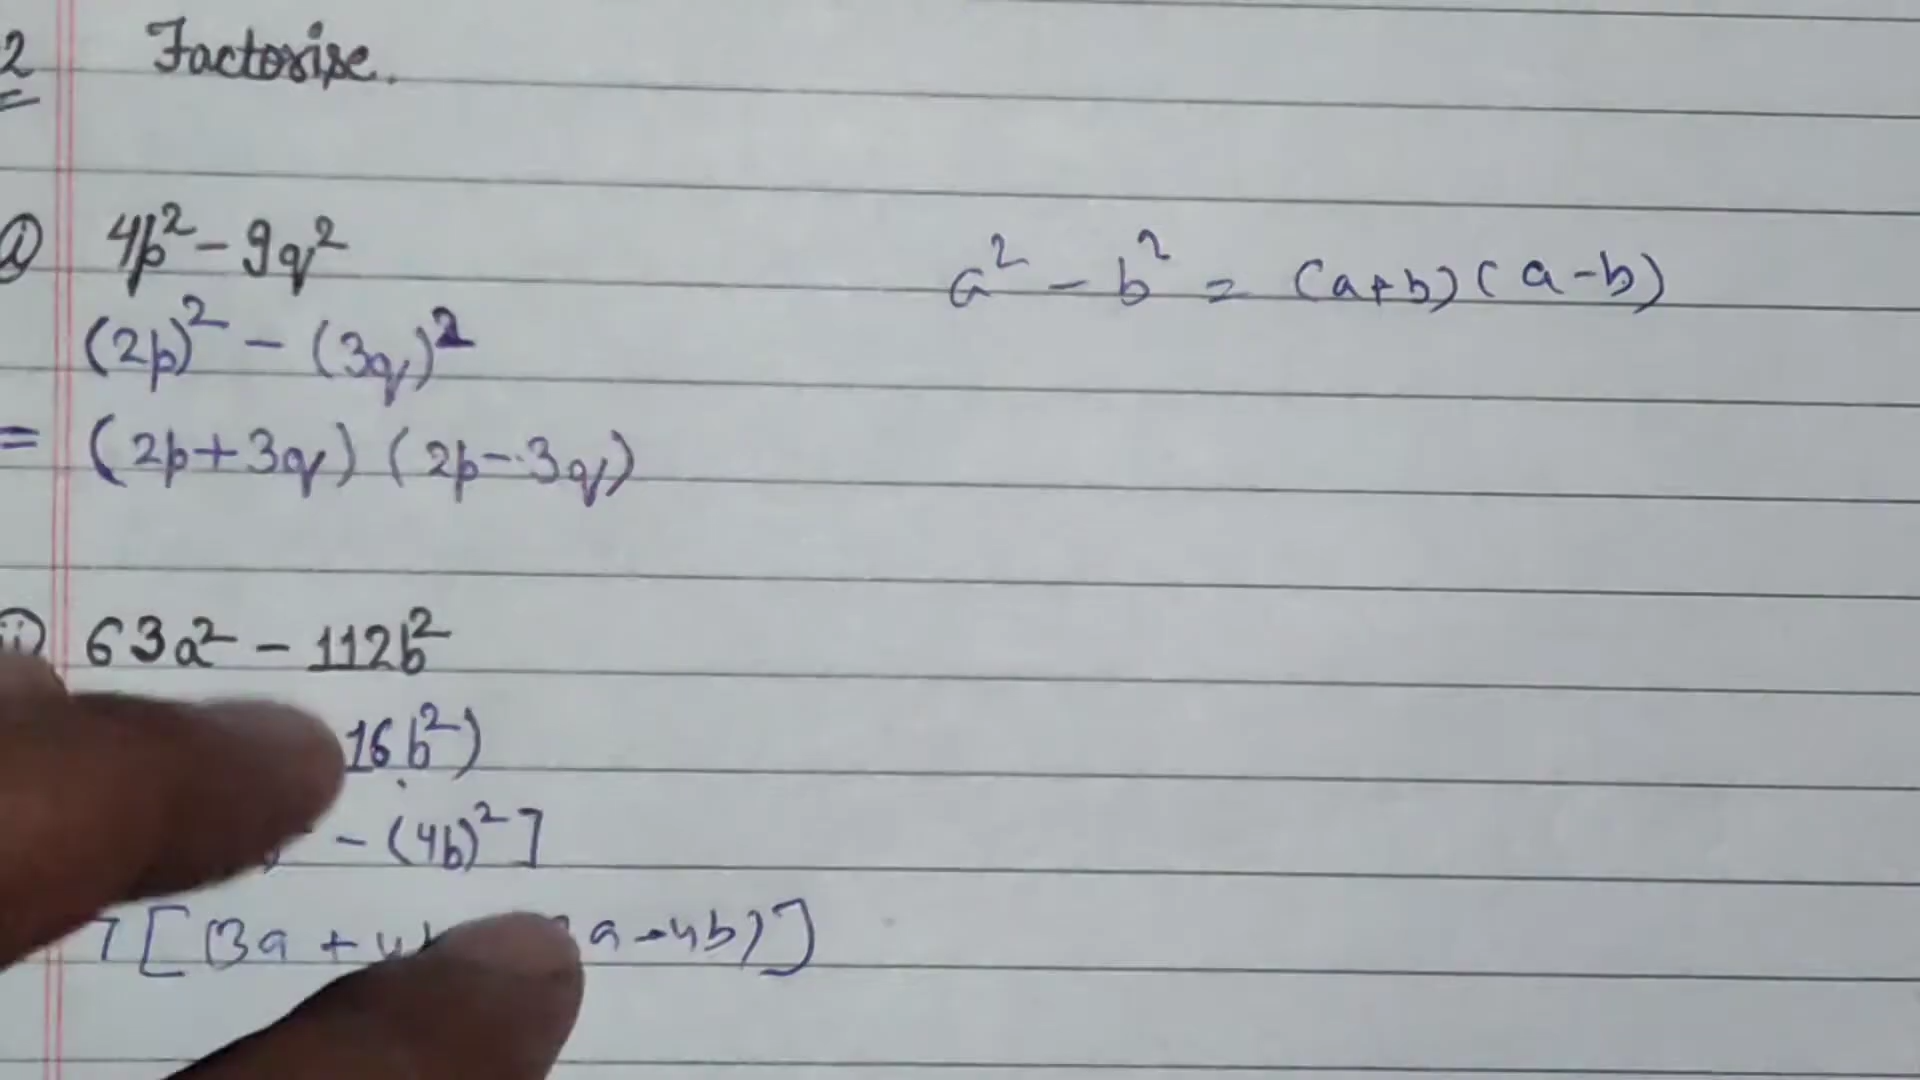 2 Factorise.
i) 4p² - 9q²
a² - b² = (a+b) (a-b)
(2p)² - (3q)²
= (2p+3q) (2p-3q)
ii) 63a² - 112b²
16b²)
- (4b)²]
7[(3a + 4b a-4b)]